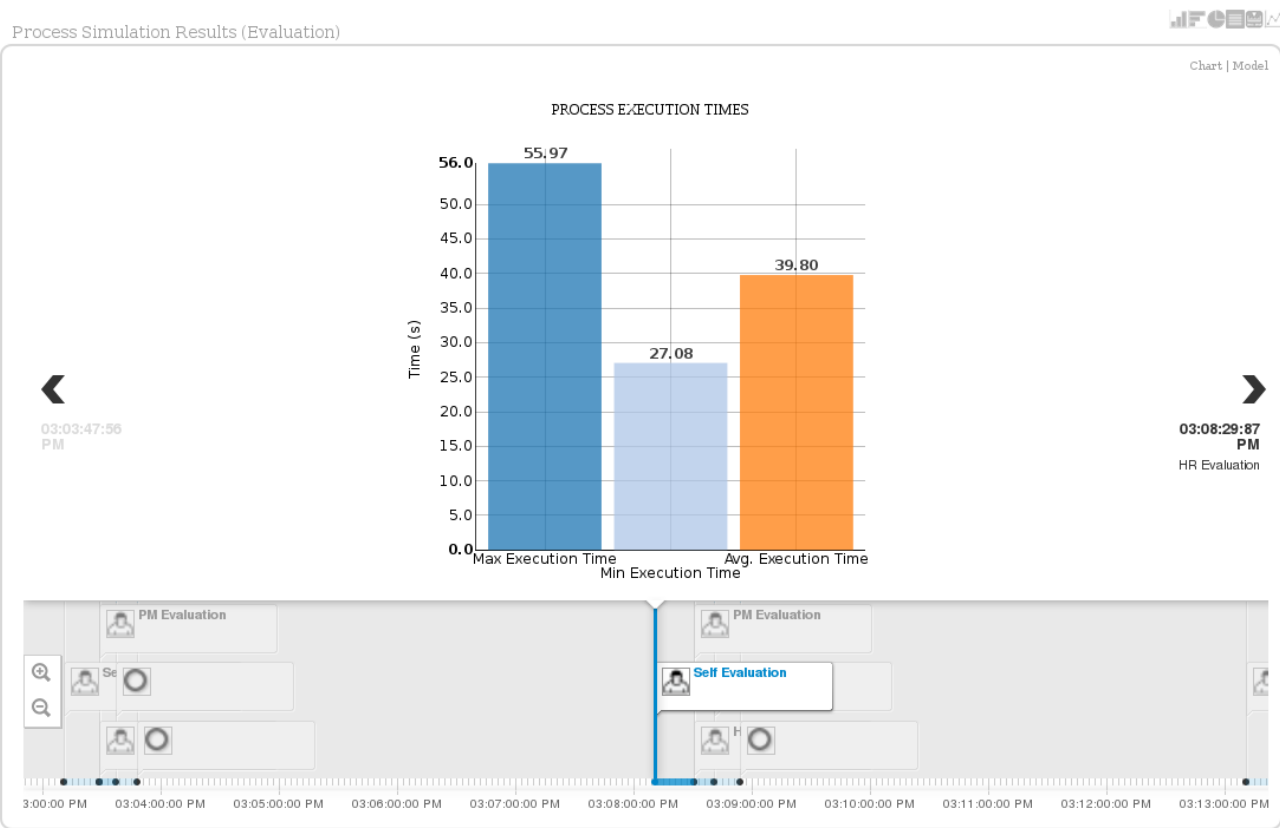 Process Simulation Results (Evaluation)
Chart | Model
PROCESS EXECUTION TIMES
55.97
56.0
50.0
45.0
39.80
40.0
35.0
30.0
27.08
25.0
20.0
15.0
10.0
5.0
0.0
Time (s)
Max Execution Time
Avg. Execution Time
Min Execution Time
03:03:47:56
PM
03:08:29:87
PM
HR Evaluation
PM Evaluation
PM Evaluation
Se
Self Evaluation
H
3:00:00 PM
03:04:00:00 PM
03:05:00:00 PM
03:06:00:00 PM
03:07:00:00 PM
03:08:00:00 PM
03:09:00:00 PM
03:10:00:00 PM
03:11:00:00 PM
03:12:00:00 PM
03:13:00:00 PM